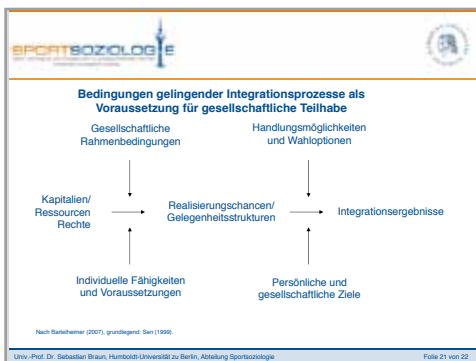 SPORTSOZIOLOGIE
Bedingungen gelingender Integrationsprozesse als
Voraussetzung für gesellschaftliche Teilhabe
Gesellschaftliche
Rahmenbedingungen
Handlungsmöglichkeiten
und Wahloptionen
Kapitalien/
Ressourcen
Rechte
Realisierungschancen/
Gelegenheitsstrukturen
Integrationsergebnisse
Individuelle Fähigkeiten
und Voraussetzungen
Persönliche und
gesellschaftliche Ziele
Nach Bartelheimer (2007), grundlegend: Sen (1999).
Univ.-Prof. Dr. Sebastian Braun, Humboldt-Universität zu Berlin, Abteilung Sportsoziologie
Folie 21 von 22